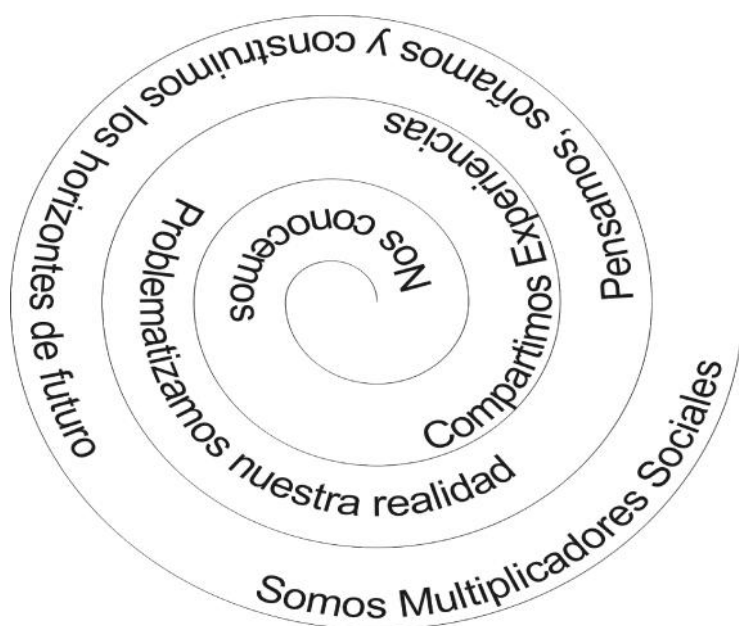 Nos conocemos
Compartimos Experiencias
Problematizamos nuestra realidad
Pensamos, soñamos y construimos los horizontes de futuro
Somos Multiplicadores Sociales